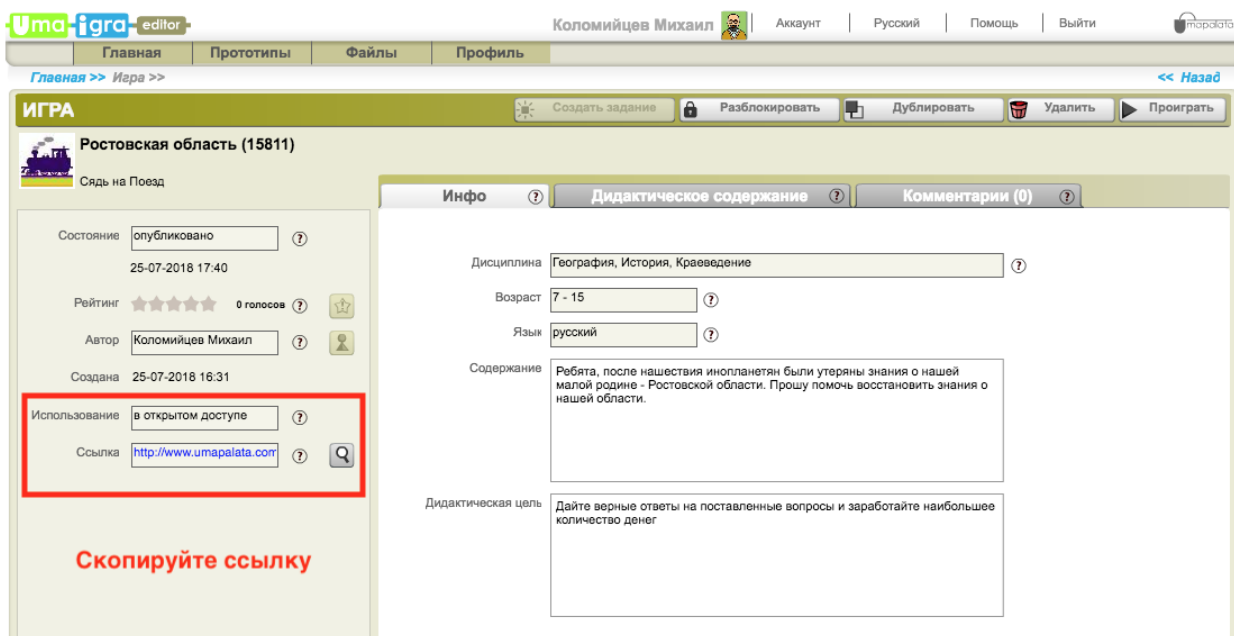 Uma-igra editor
Коломийцев Михаил Аккаунт Русский Помощь Выйти mapalata
Главная Прототипы Файлы Профиль
Главная >> Игра >> << Назад
ИГРА Создать задание Разблокировать Дублировать Удалить Проиграть
Ростовская область (15811)
Сядь на Поезд
Инфо ? Дидактическое содержание ? Комментарии (0) ?
Состояние опубликовано ?
25-07-2018 17:40
Рейтинг 0 голосов ?
Автор Коломийцев Михаил ?
Создана 25-07-2018 16:31
Использование в открытом доступе ?
Ссылка http://www.umapalata.com ?
Скопируйте ссылку
Дисциплина География, История, Краеведение ?
Возраст 7 - 15 ?
Язык русский ?
Содержание Ребята, после нашествия инопланетян были утеряны знания о нашей
малой родине - Ростовской области. Прошу помочь восстановить знания о
нашей области.
Дидактическая цель Дайте верные ответы на поставленные вопросы и заработайте наибольшее
количество денег